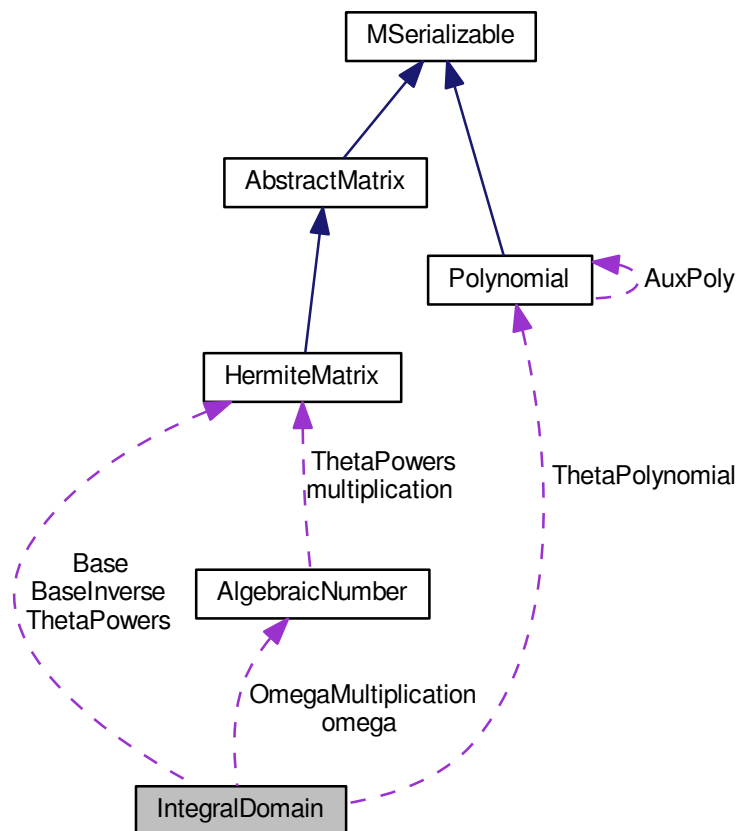 MSerializable
AbstractMatrix
Polynomial
AuxPoly
HermiteMatrix
ThetaPowers
multiplication
ThetaPolynomial
Base
BaseInverse
ThetaPowers
AlgebraicNumber
OmegaMultiplication
omega
IntegralDomain